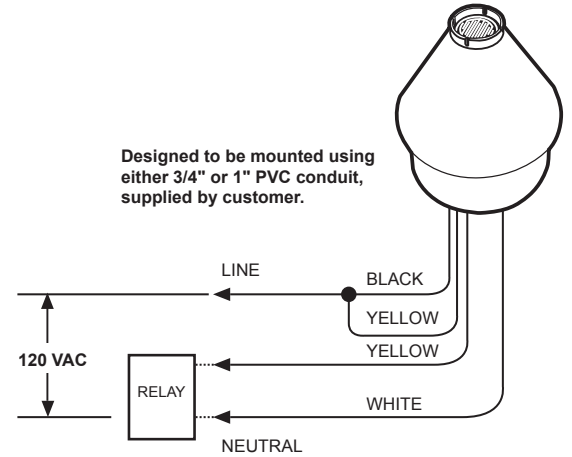 Designed to be mounted using
either 3/4" or 1" PVC conduit,
supplied by customer.
LINE
BLACK
YELLOW
YELLOW
120 VAC
RELAY
WHITE
NEUTRAL